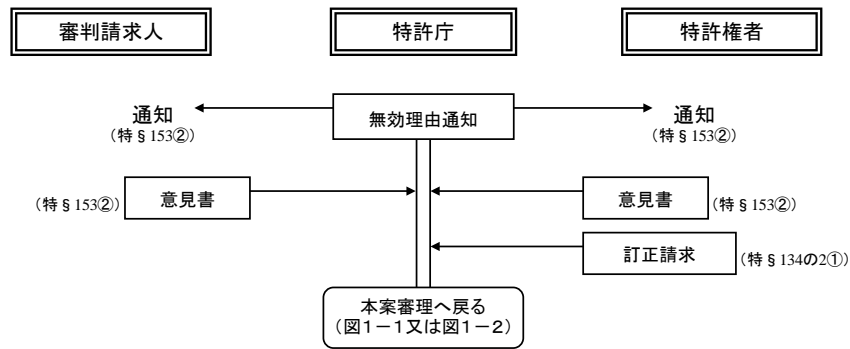 審判請求人
特許庁
特許権者
通知
(特§153②)
無効理由通知
通知
(特§153②)
(特§153②)
意見書
意見書
(特§153②)
訂正請求
(特§134の2①)
本案審理へ戻る
(図1-1又は図1-2)